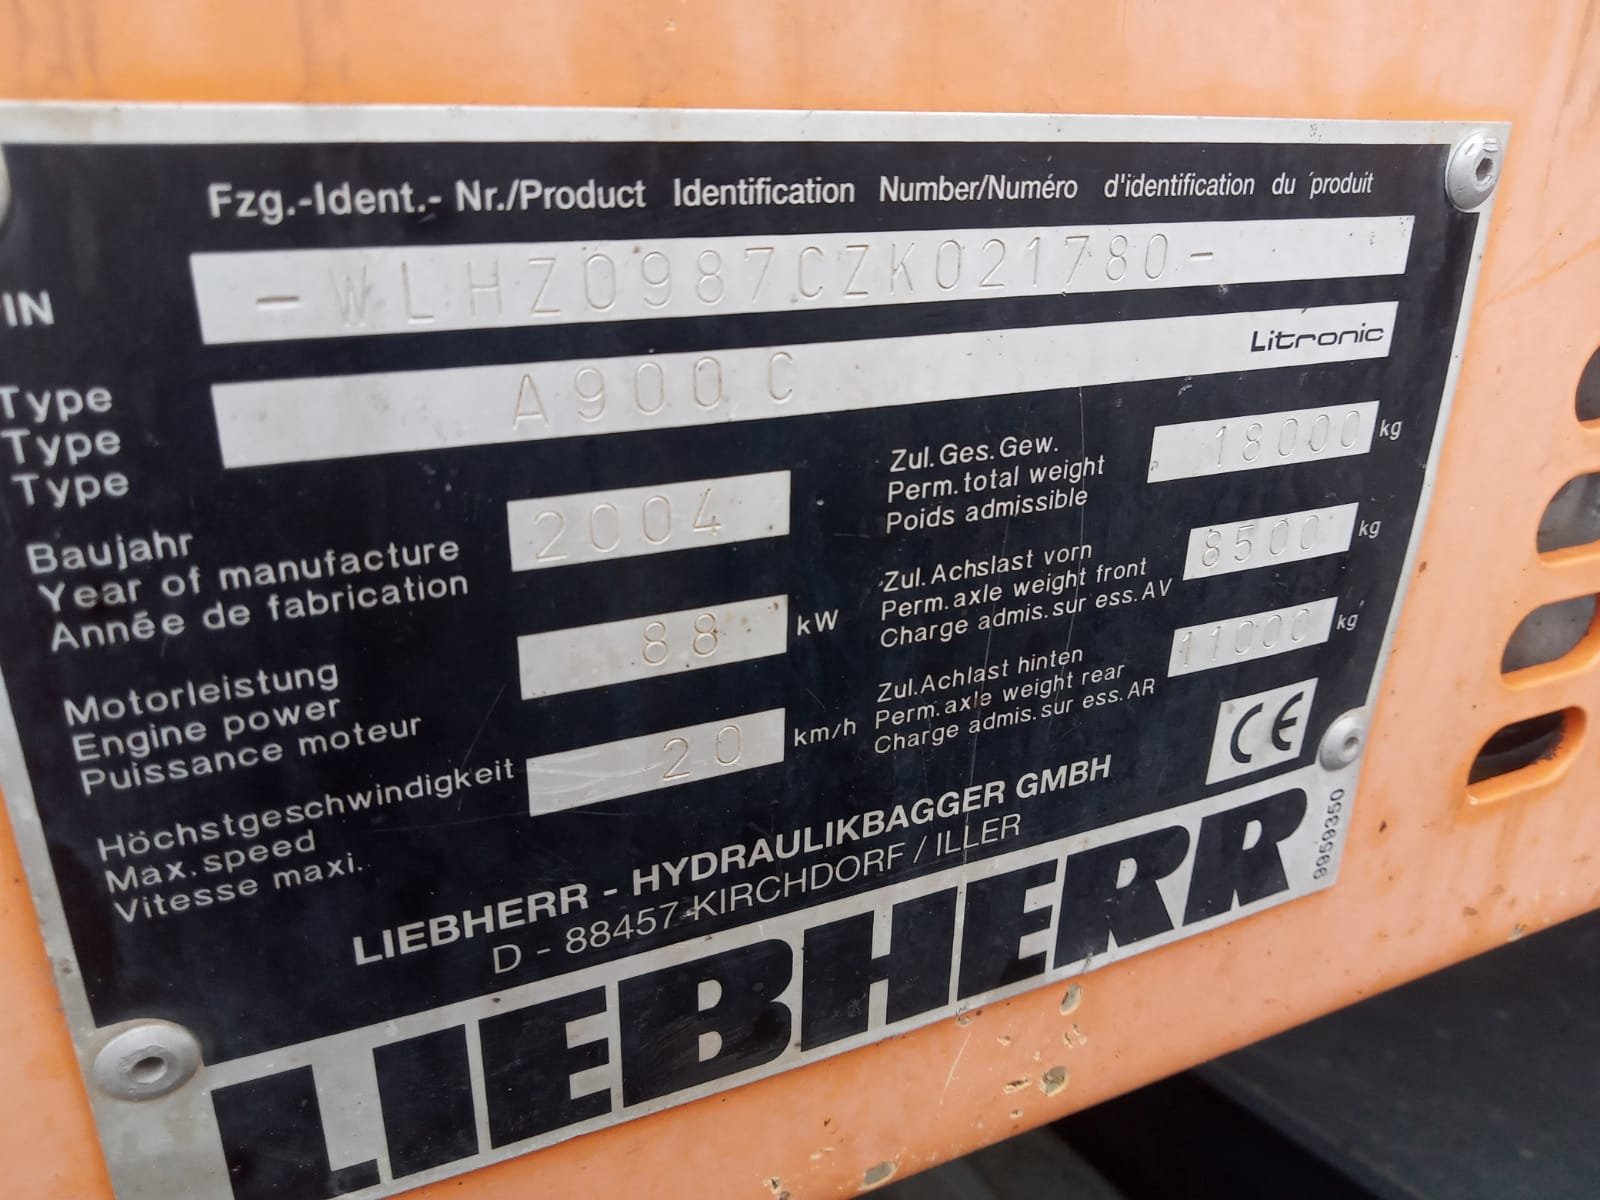 Fzg.-Ident.- Nr./Product Identification Number/Numéro d'identification du produit
PIN -WLHZ0987CZK021780-
Type
Type
Type
A900 C Litronic
Baujahr
Year of manufacture
Année de fabrication
2004
Motorleistung
Engine power
Puissance moteur
88 kW
Höchstgeschwindigkeit
Max. speed
Vitesse maxi.
20 km/h
Zul. Ges. Gew.
Perm. total weight
Poids admissible
18000 kg
Zul. Achslast vorn
Perm. axle weight front
Charge admis. sur ess. AV
8500 kg
Zul. Achlast hinten
Perm. axle weight rear
Charge admis. sur ess. AR
11000 kg
CE
LIEBHERR - HYDRAULIKBAGGER GMBH
D - 88457 KIRCHDORF / ILLER
LIEBHERR
9959350